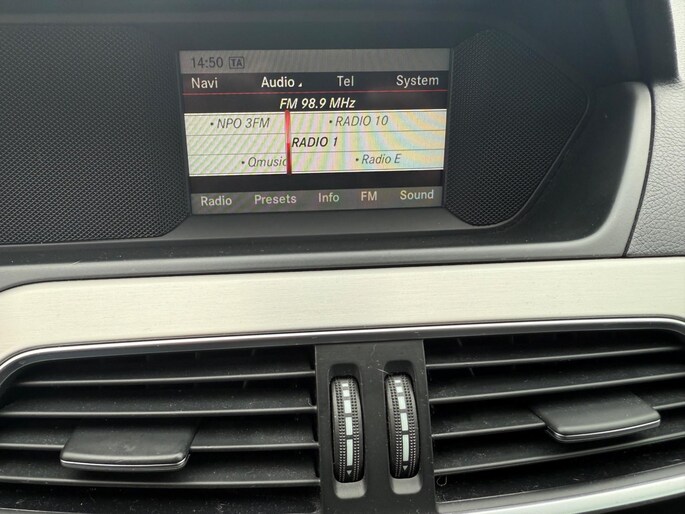 14:50 TA
Navi Audio Tel System
FM 98.9 MHz
• NPO 3FM • RADIO 10
RADIO 1
• Qmusic • Radio E
Radio Presets Info FM Sound